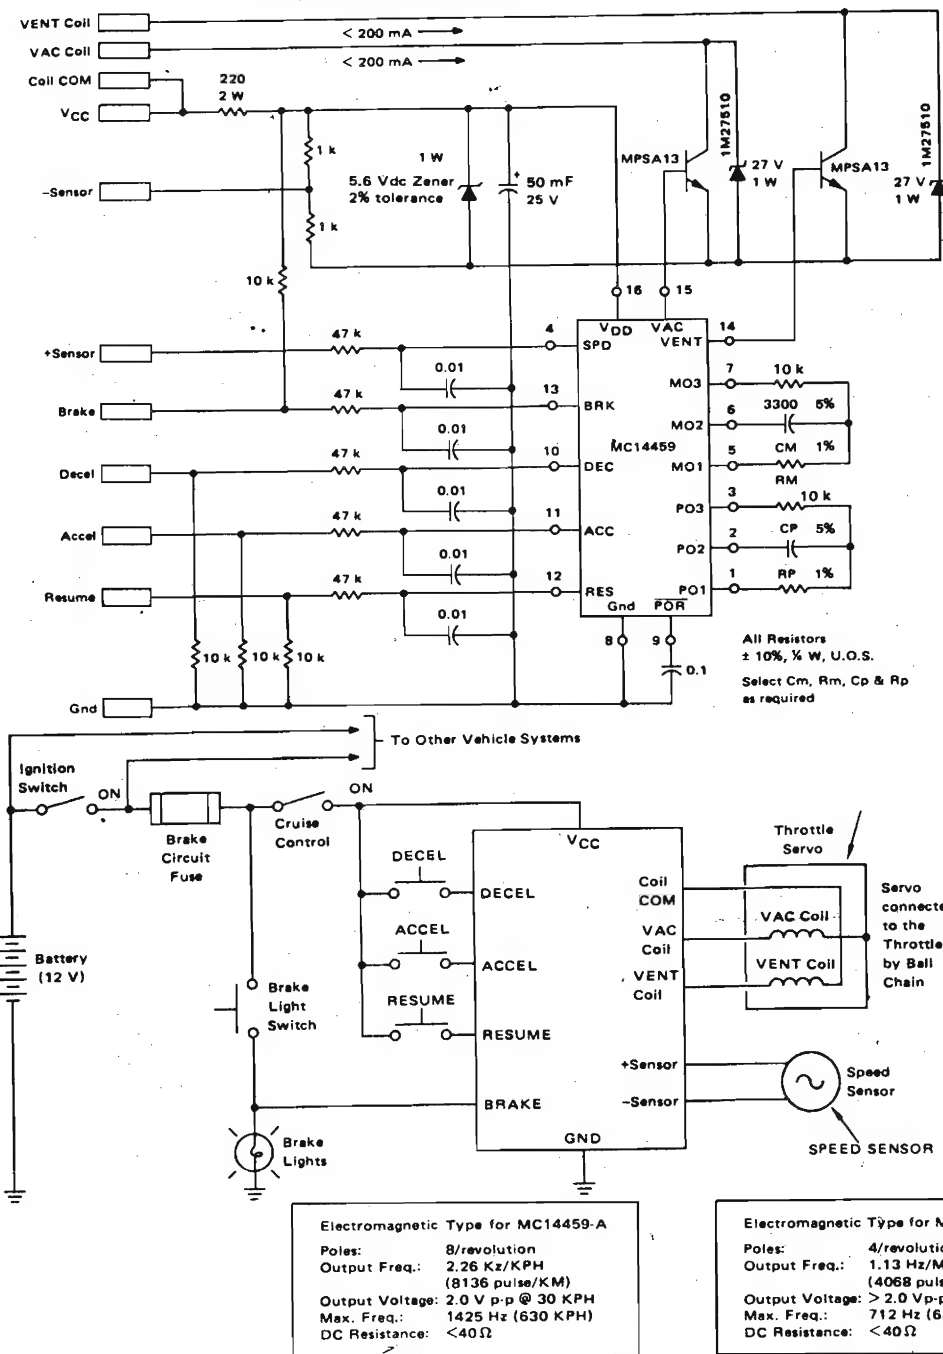 VENT Coil
< 200 mA
VAC Coil
< 200 mA
Coil COM
220
2 W
VCC
1 k
-Sensor
1 k
1 W
5.6 Vdc Zener
2% tolerance
+ 50 mF
25 V
MPSA13
1M27510
27 V
1 W
MPSA13
1M27510
27 V
1 W
10 k
16
15
VDD
VAC
VENT
14
+Sensor
47 k
4
SPD
0.01
Brake
47 k
13
BRK
0.01
MC14459
Decel
47 k
10
DEC
0.01
Accel
47 k
11
ACC
0.01
Resume
47 k
12
RES
0.01
MO3
7
10 k
MO2
6
3300 5%
MO1
5
CM 1%
RM
PO3
3
10 k
PO2
2
CP 5%
PO1
1
RP 1%
Gnd
POR
8
9
0.1
10 k
10 k
10 k
Gnd
All Resistors
± 10%, ¼ W, U.O.S.
Select Cm, Rm, Cp & Rp
as required
To Other Vehicle Systems
Ignition
Switch
ON
Brake
Circuit
Fuse
Cruise
Control
ON
VCC
DECEL
DECEL
ACCEL
ACCEL
RESUME
RESUME
BRAKE
Coil
COM
VAC
Coil
VENT
Coil
+Sensor
-Sensor
GND
Throttle
Servo
VAC Coil
VENT Coil
Servo
connecte
to the
Throttle
by Ball
Chain
Battery
(12 V)
Brake
Light
Switch
Brake
Lights
Speed
Sensor
SPEED SENSOR
Electromagnetic Type for MC14459-A
Poles: 8/revolution
Output Freq.: 2.26 Kz/KPH
(8136 pulse/KM)
Output Voltage: 2.0 V p-p @ 30 KPH
Max. Freq.: 1425 Hz (630 KPH)
DC Resistance: <40Ω
Electromagnetic Type for M
Poles: 4/revolutio
Output Freq.: 1.13 Hz/M
(4068 pul
Output Voltage: > 2.0 Vp-p
Max. Freq.: 712 Hz (6
DC Resistance: <40Ω